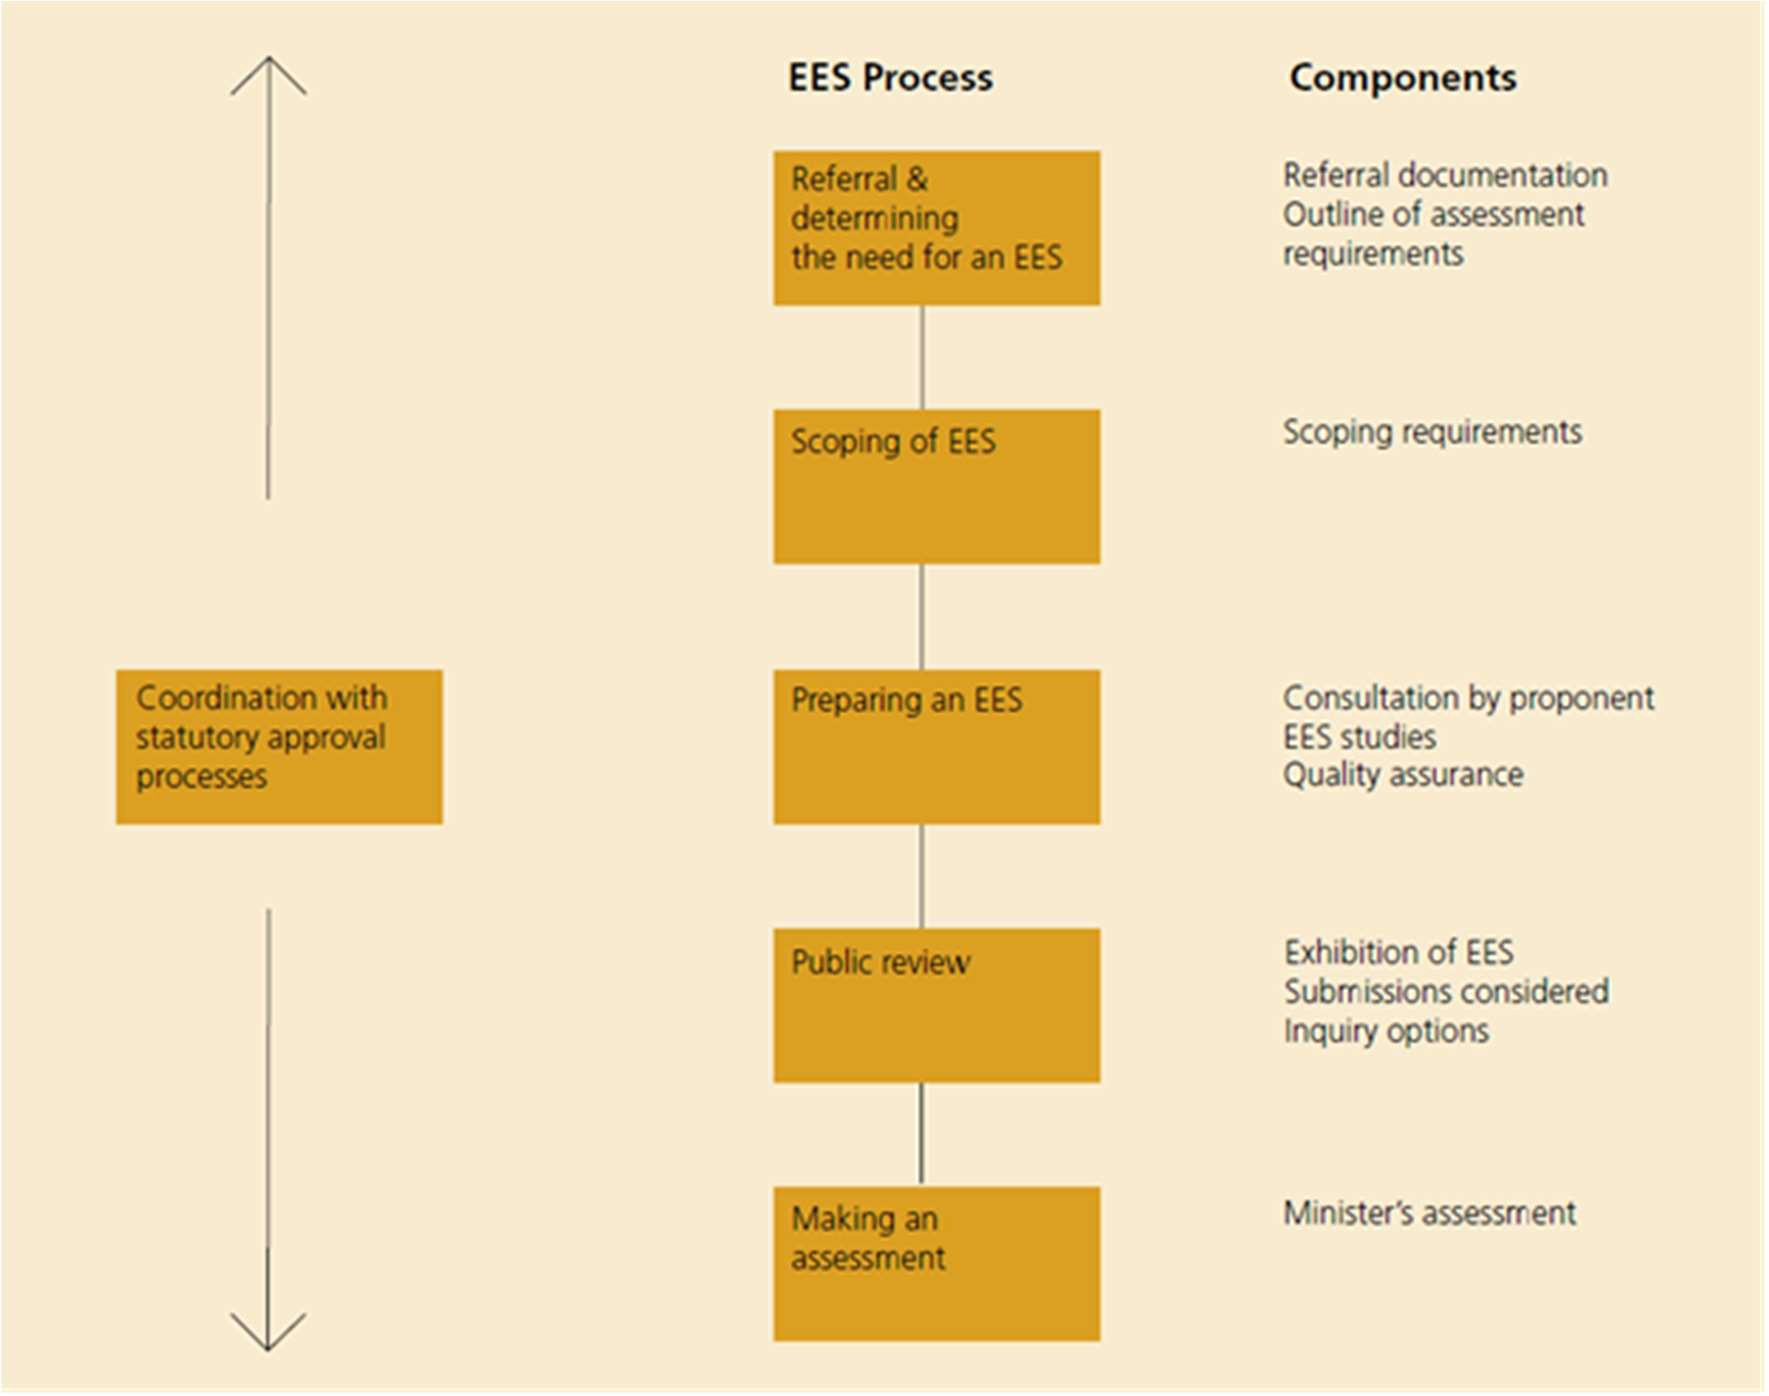 EES Process
Components
Referral &
determining
the need for an EES
Referral documentation
Outline of assessment
requirements
Scoping of EES
Scoping requirements
Coordination with
statutory approval
processes
Preparing an EES
Consultation by proponent
EES studies
Quality assurance
Public review
Exhibition of EES
Submissions considered
Inquiry options
Making an
assessment
Minister's assessment